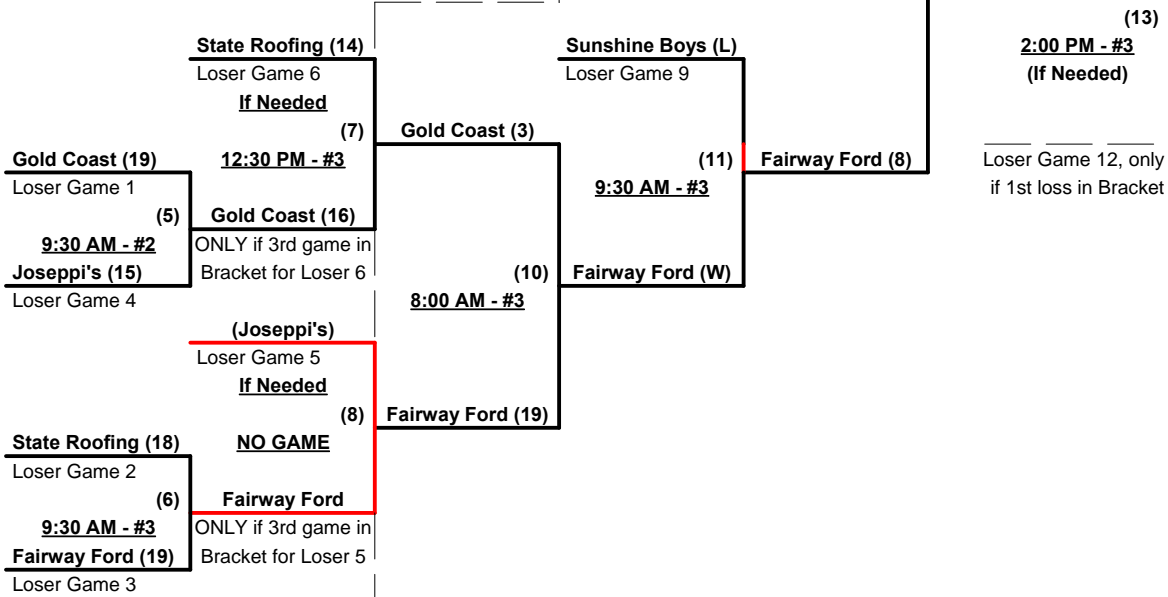 (13)
State Roofing (14)
Sunshine Boys (L)
2:00 PM - #3
Loser Game 6
Loser Game 9
(If Needed)
If Needed
(7)
Gold Coast (3)
Gold Coast (19)
12:30 PM - #3
(11)
Fairway Ford (8)
Loser Game 12, only
Loser Game 1
9:30 AM - #3
if 1st loss in Bracket
(5)
Gold Coast (16)
9:30 AM - #2
ONLY if 3rd game in
Joseppi's (15)
Bracket for Loser 6
(10)
Fairway Ford (W)
Loser Game 4
8:00 AM - #3
(Joseppi's)
Loser Game 5
If Needed
(8)
Fairway Ford (19)
State Roofing (18)
NO GAME
Loser Game 2
(6)
Fairway Ford
9:30 AM - #3
ONLY if 3rd game in
Fairway Ford (19)
Bracket for Loser 5
Loser Game 3